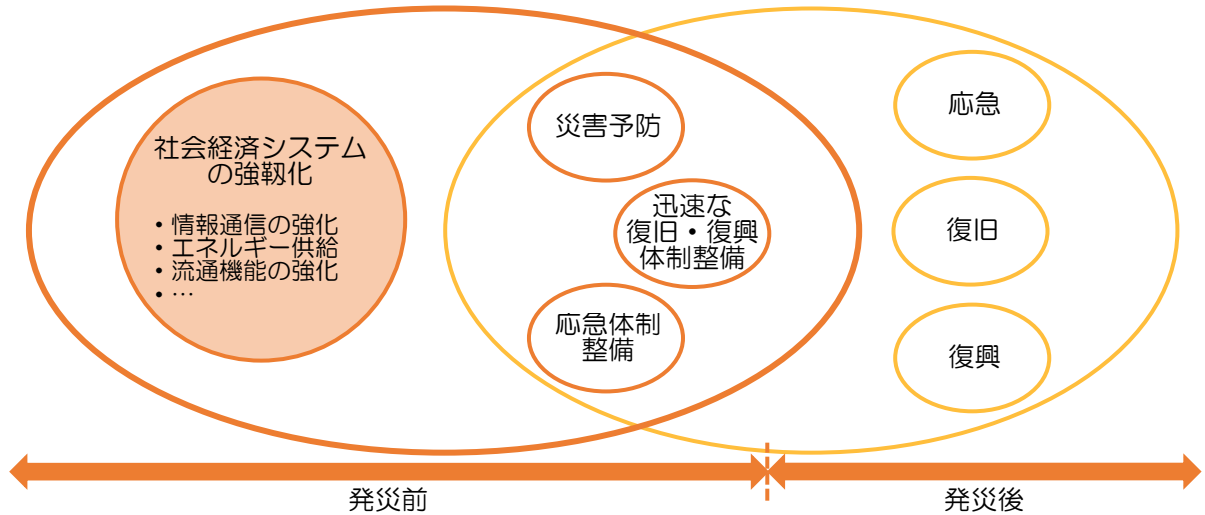 社会経済システム
の強靱化
・情報通信の強化
・エネルギー供給
・流通機能の強化
・…
災害予防
迅速な
復旧・復興
体制整備
応急体制
整備
応急
復旧
復興
発災前
発災後